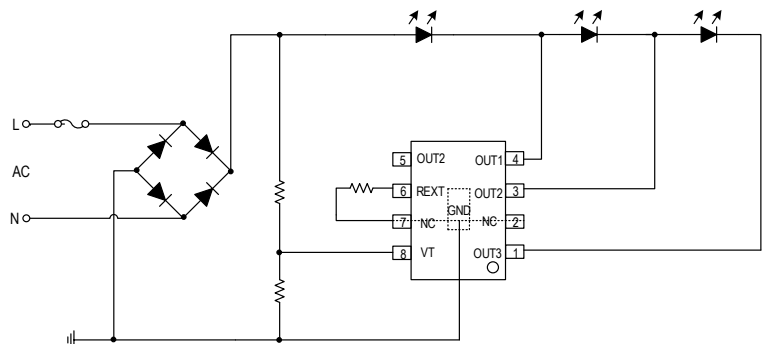 L
AC
N
5 OUT2 OUT1 4
6 REXT OUT2 3
GND
7 NC NC 2
8 VT OUT3 1